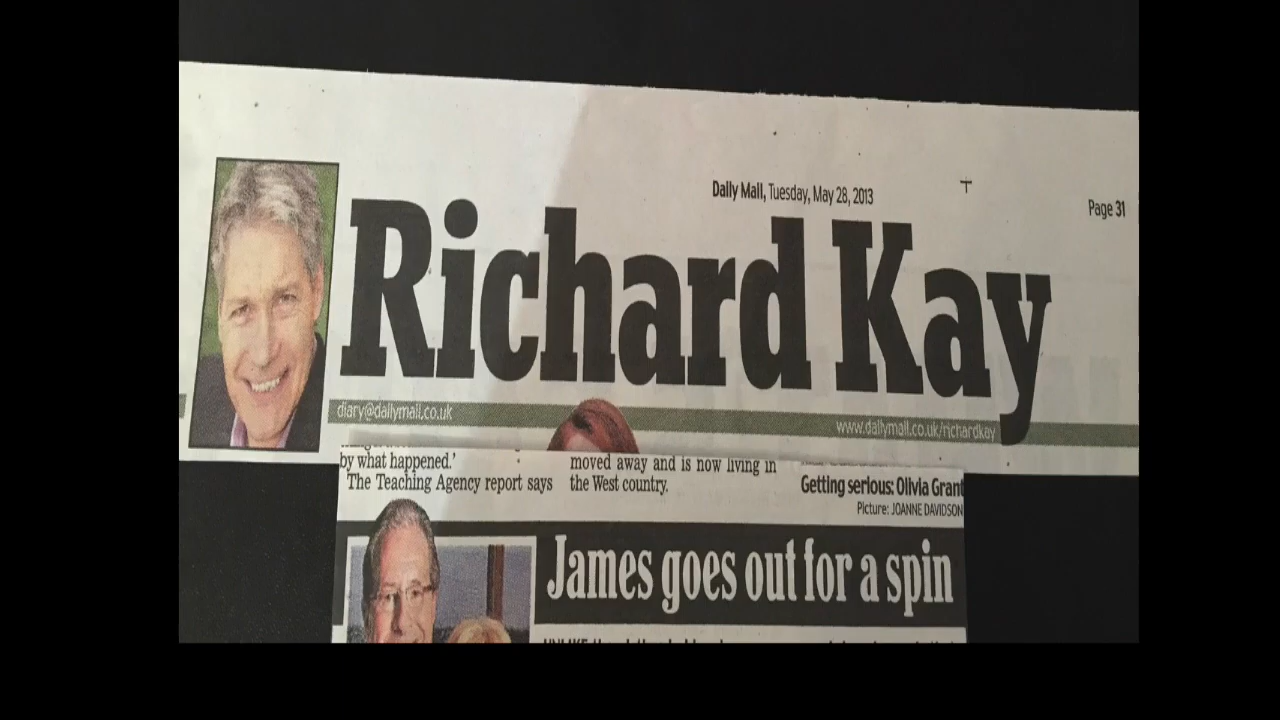 Daily Mail, Tuesday, May 28, 2013
Page 31
Richard Kay
diary@dailymail.co.uk
www.dailymail.co.uk/richardkay
by what happened.'
The Teaching Agency report says
moved away and is now living in
the West country.
Getting serious: Olivia Grant
Picture: JOANNE DAVIDSON
James goes out for a spin